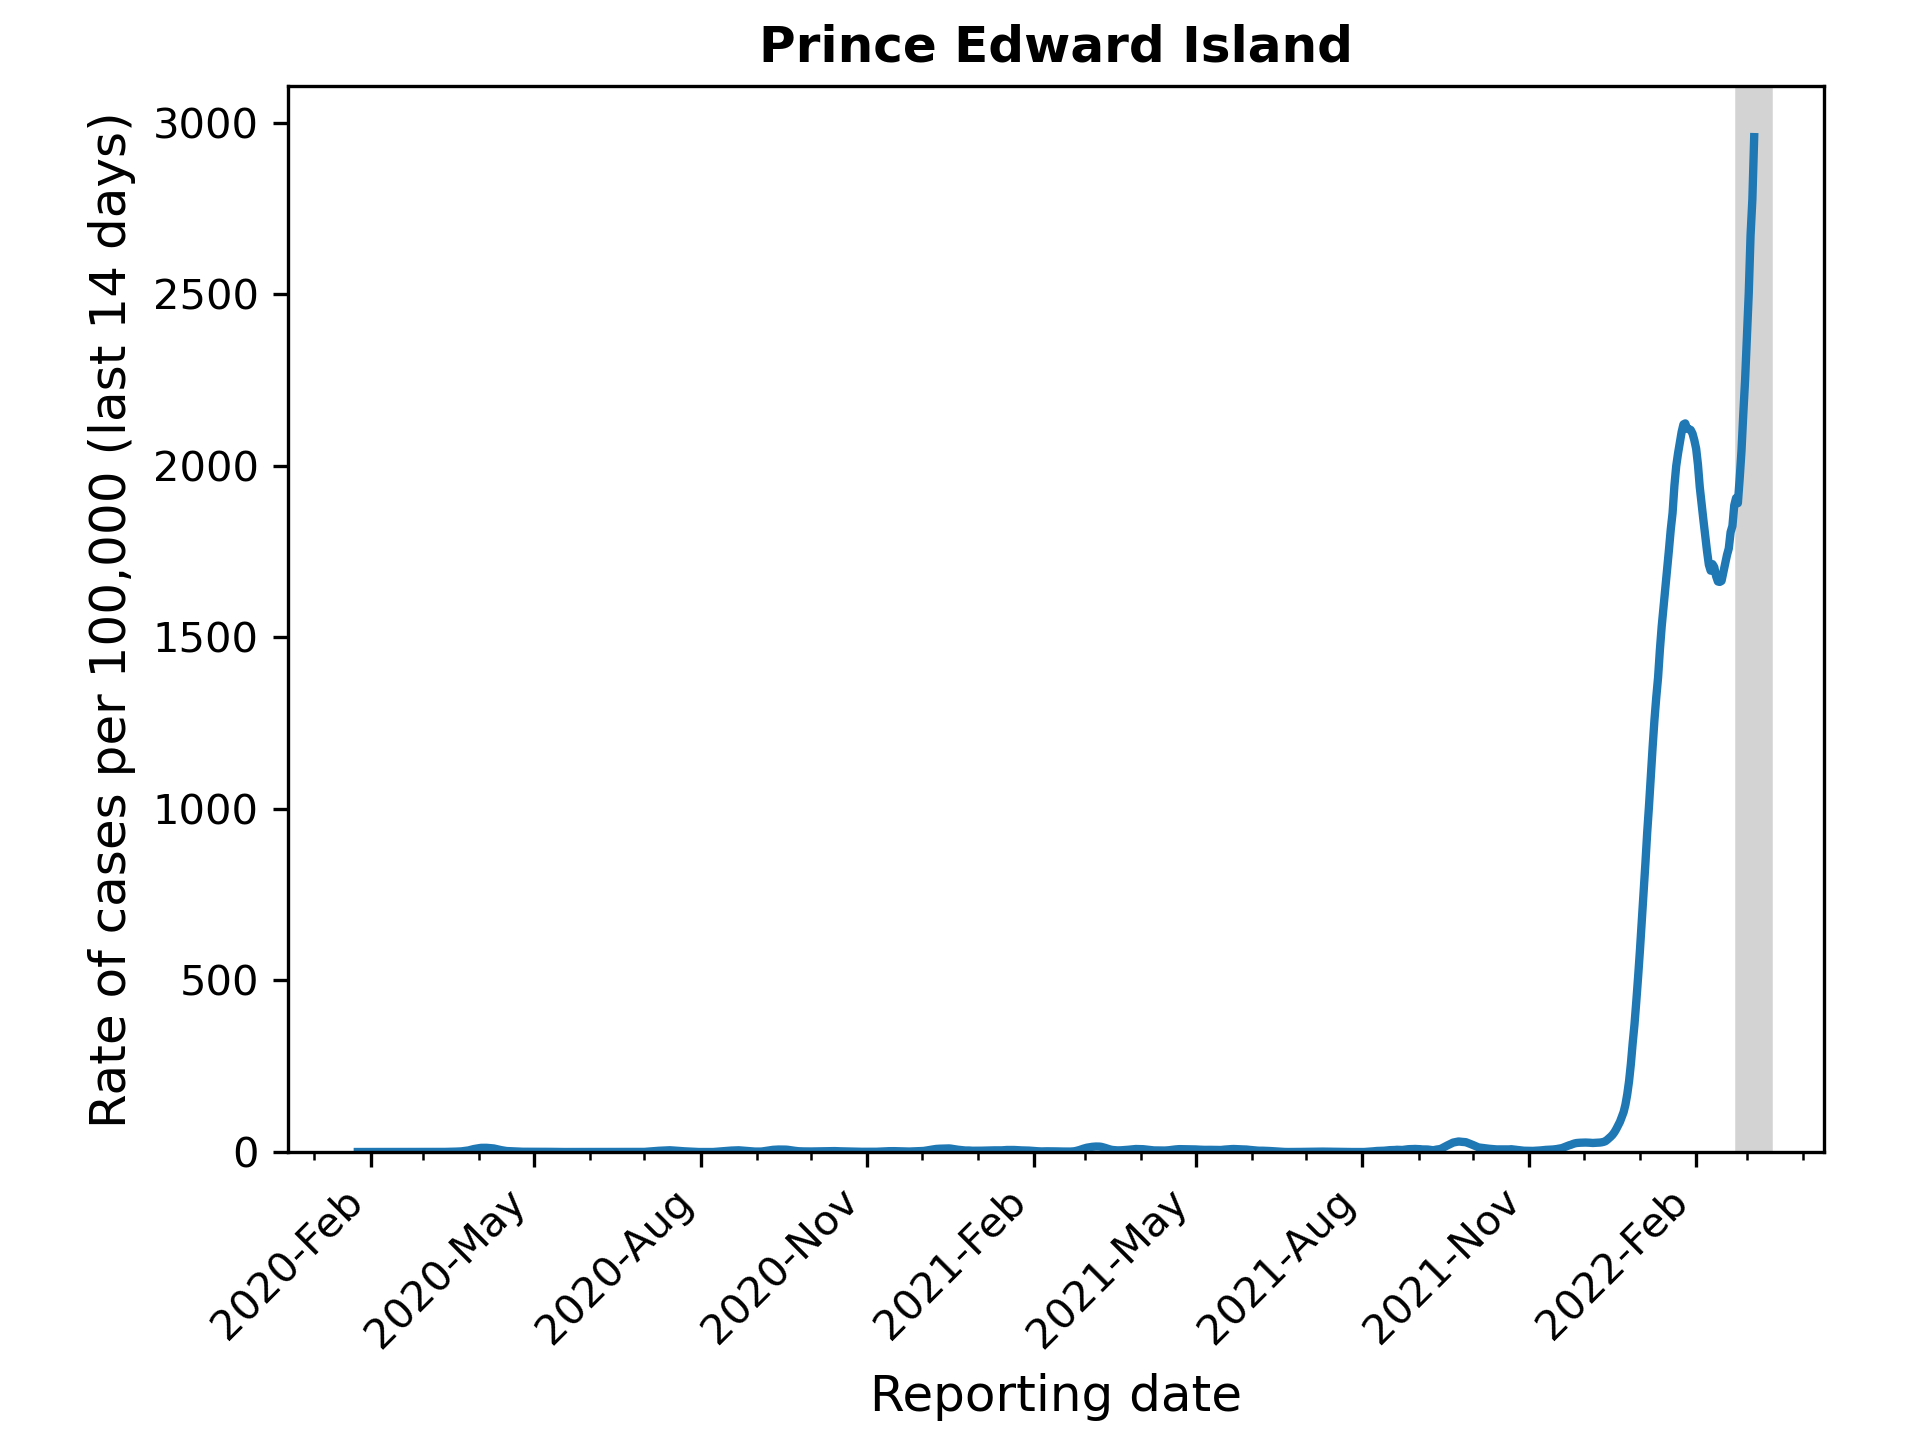 Prince Edward Island
Rate of cases per 100,000 (last 14 days)
3000
2500
2000
1500
1000
500
0
2020-Feb
2020-May
2020-Aug
2020-Nov
2021-Feb
2021-May
2021-Aug
2021-Nov
2022-Feb
Reporting date